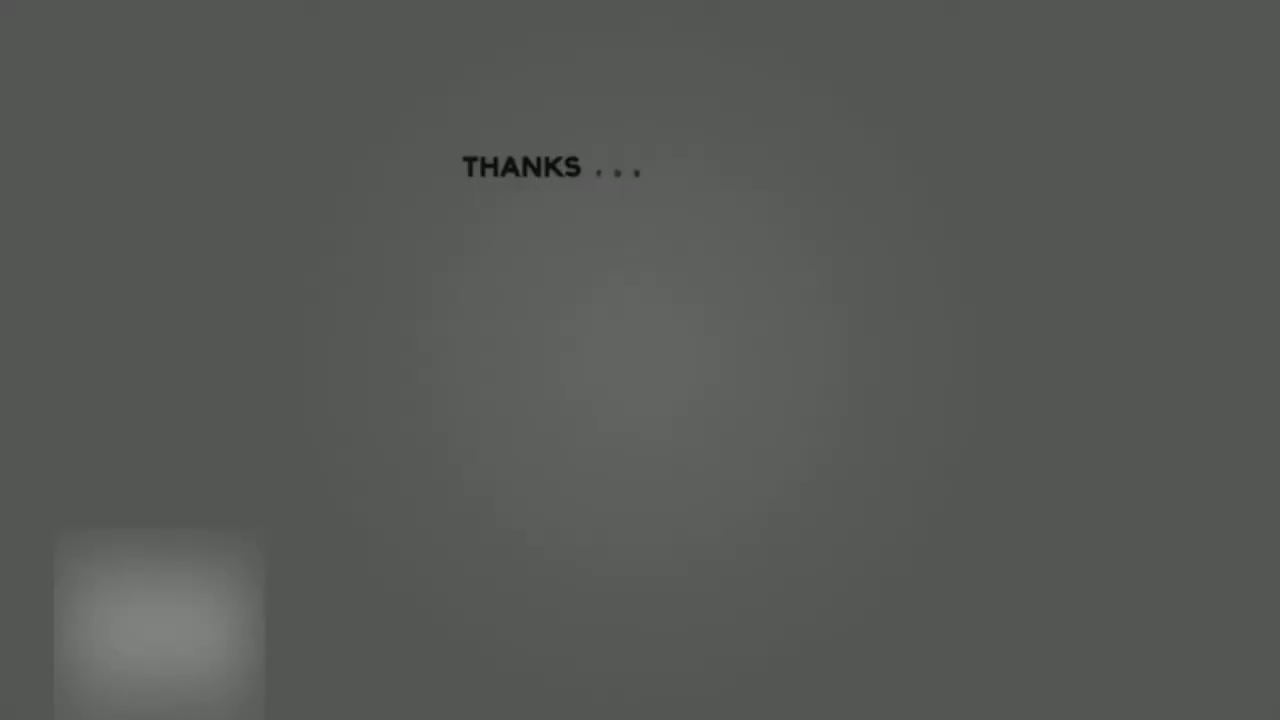 THANKS . . .